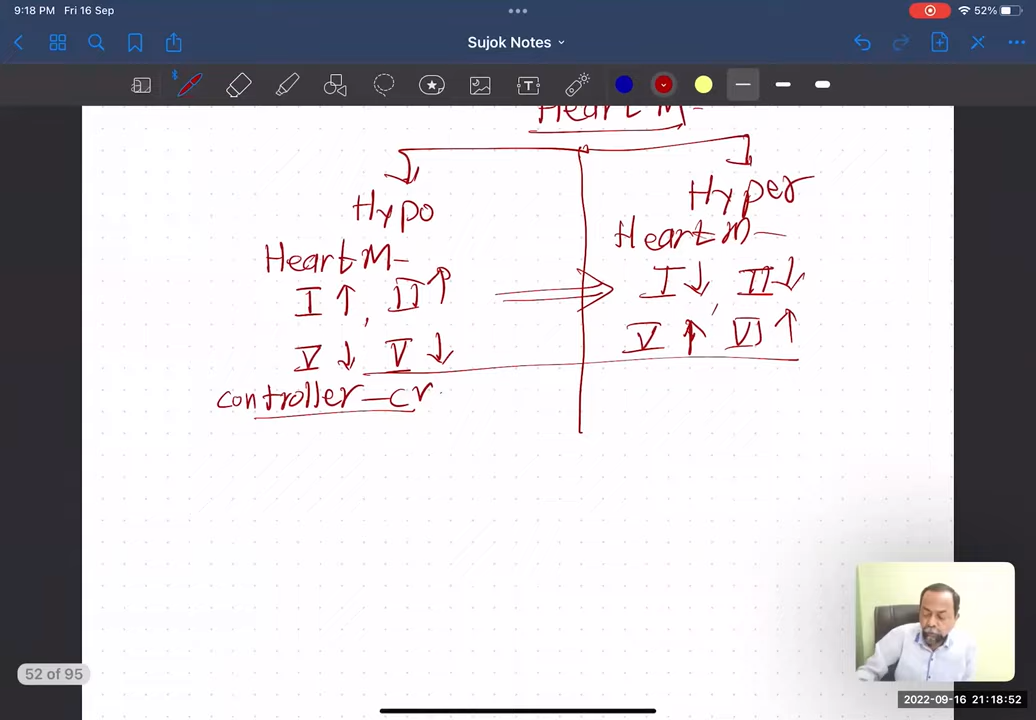 9:18 PM Fri 16 Sep
52%
Sujok Notes
T
Heart M-
Hypo
Heart M-
I ↑, II ↑
V ↓ V ↓
controller-cr
Hyper
Heart M-
I ↓, II ↓
V ↑ VI ↑
52 of 95
2022-09-16 21:18:52